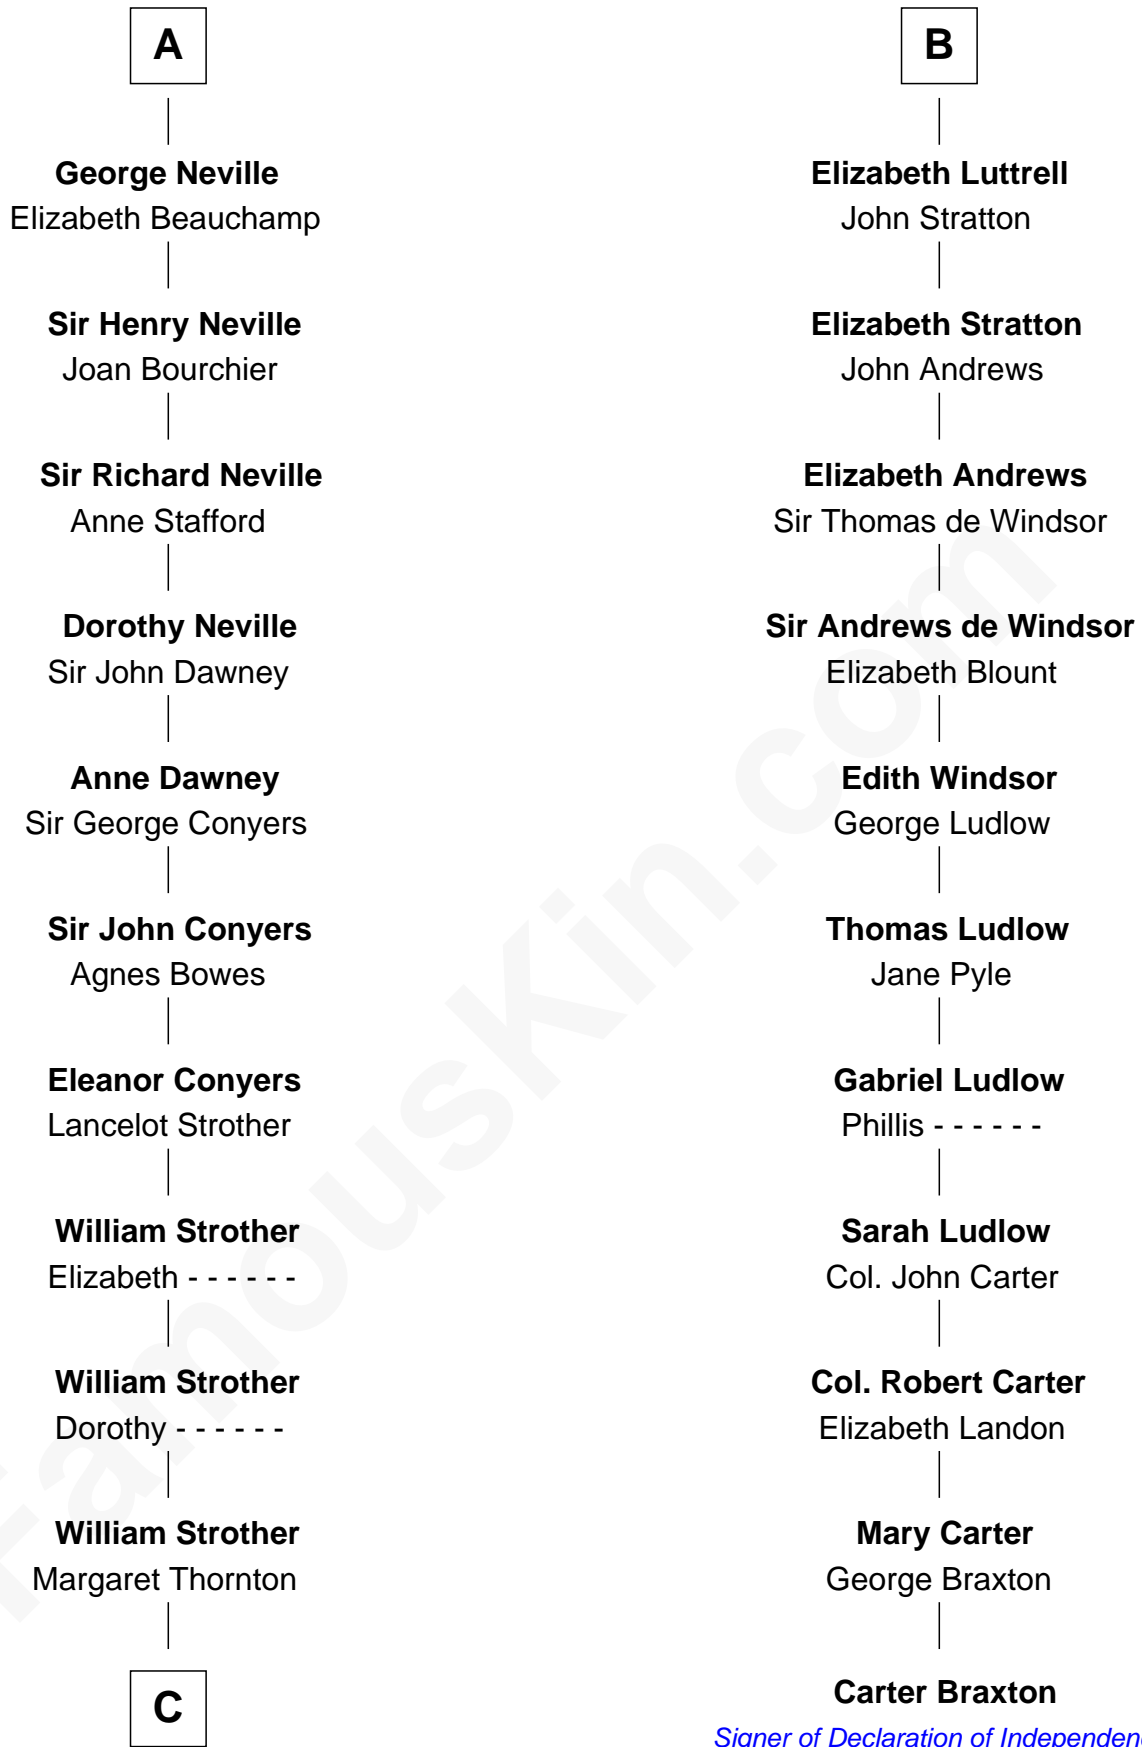 A
George Neville
Elizabeth Beauchamp
Sir Henry Neville
Joan Bourchier
Sir Richard Neville
Anne Stafford
Dorothy Neville
Sir John Dawney
Anne Dawney
Sir George Conyers
Sir John Conyers
Agnes Bowes
Eleanor Conyers
Lancelot Strother
William Strother
Elizabeth - - - - - -
William Strother
Dorothy - - - - - -
William Strother
Margaret Thornton
C
B
Elizabeth Luttrell
John Stratton
Elizabeth Stratton
John Andrews
Elizabeth Andrews
Sir Thomas de Windsor
Sir Andrews de Windsor
Elizabeth Blount
Edith Windsor
George Ludlow
Thomas Ludlow
Jane Pyle
Gabriel Ludlow
Phillis - - - - - -
Sarah Ludlow
Col. John Carter
Col. Robert Carter
Elizabeth Landon
Mary Carter
George Braxton
Carter Braxton
Signer of Declaration of Independen
FamousKin.com